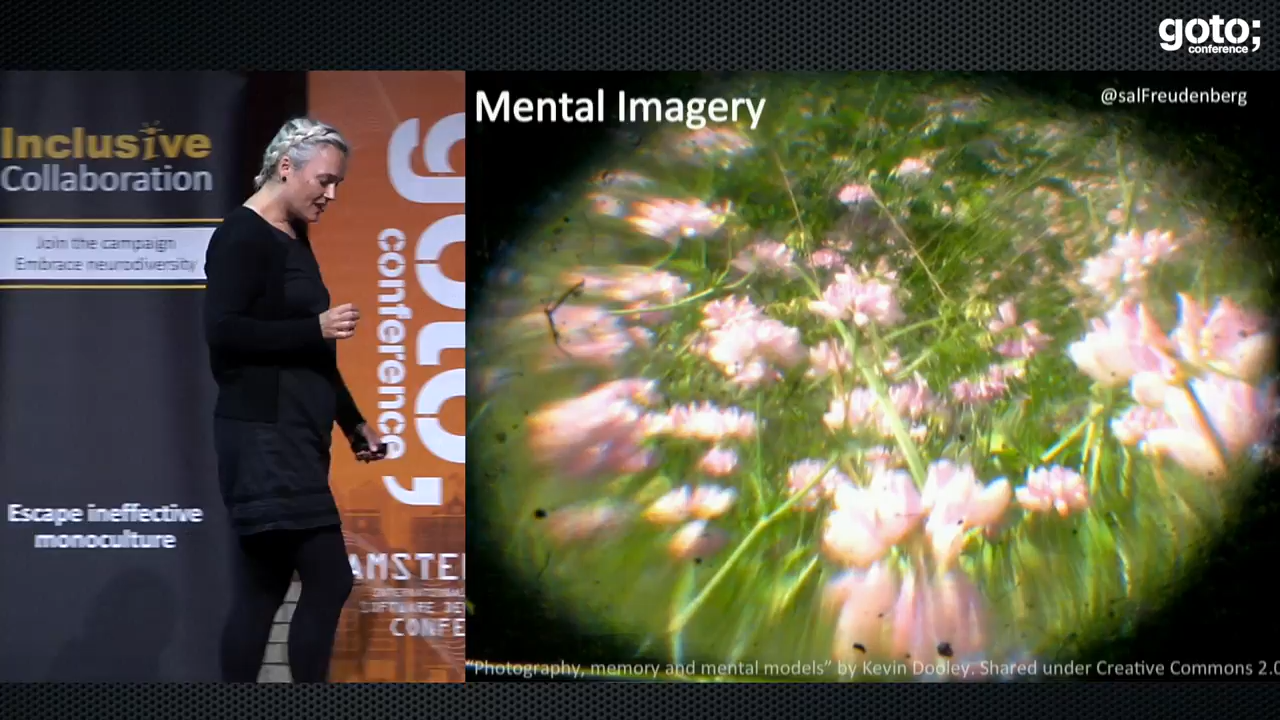 goto;
conference
Inclusive
Collaboration
Join the campaign
Embrace neurodiversity
Escape ineffective
monoculture
goto;
conference
CONFE
Mental Imagery
@salFreudenberg
"Photography, memory and mental models" by Kevin Dooley. Shared under Creative Commons 2.0